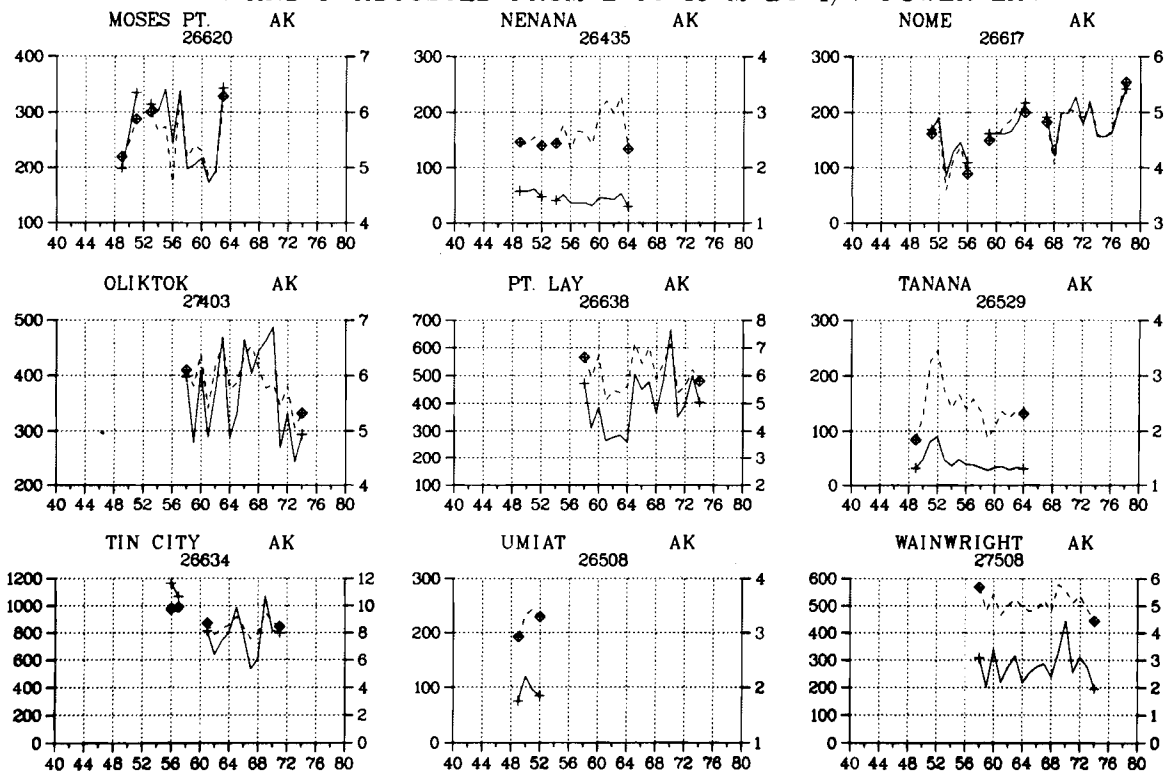 FROM POWER
MOSES PT. AK NENANA AK NOME AK
26620 26435 26617
400 7 300 4 300 6
300 6 200 3 200 5
200 5 100 2 100 4
100 4 0 1 0 3
40 44 48 52 56 60 64 68 72 76 80 40 44 48 52 56 60 64 68 72 76 80 40 44 48 52 56 60 64 68 72 76 80
OLIKTOK AK PT. LAY AK TANANA AK
27403 26638 26529
500 7 700 8 300 4
600 7
400 6 500 6 200 3
400 5
300 5 300 4 100 2
200 3
200 4 100 2 0 1
40 44 48 52 56 60 64 68 72 76 80 40 44 48 52 56 60 64 68 72 76 80 40 44 48 52 56 60 64 68 72 76 80
TIN CITY AK UMIAT AK WAINWRIGHT AK
26634 26508 27508
1200 12 300 4 600 6
1000 10 500 5
800 8 200 3 400 4
600 6 300 3
400 4 100 2 200 2
200 2 100 1
0 0 0 1 0 0
40 44 48 52 56 60 64 68 72 76 80 40 44 48 52 56 60 64 68 72 76 80 40 44 48 52 56 60 64 68 72 76 80